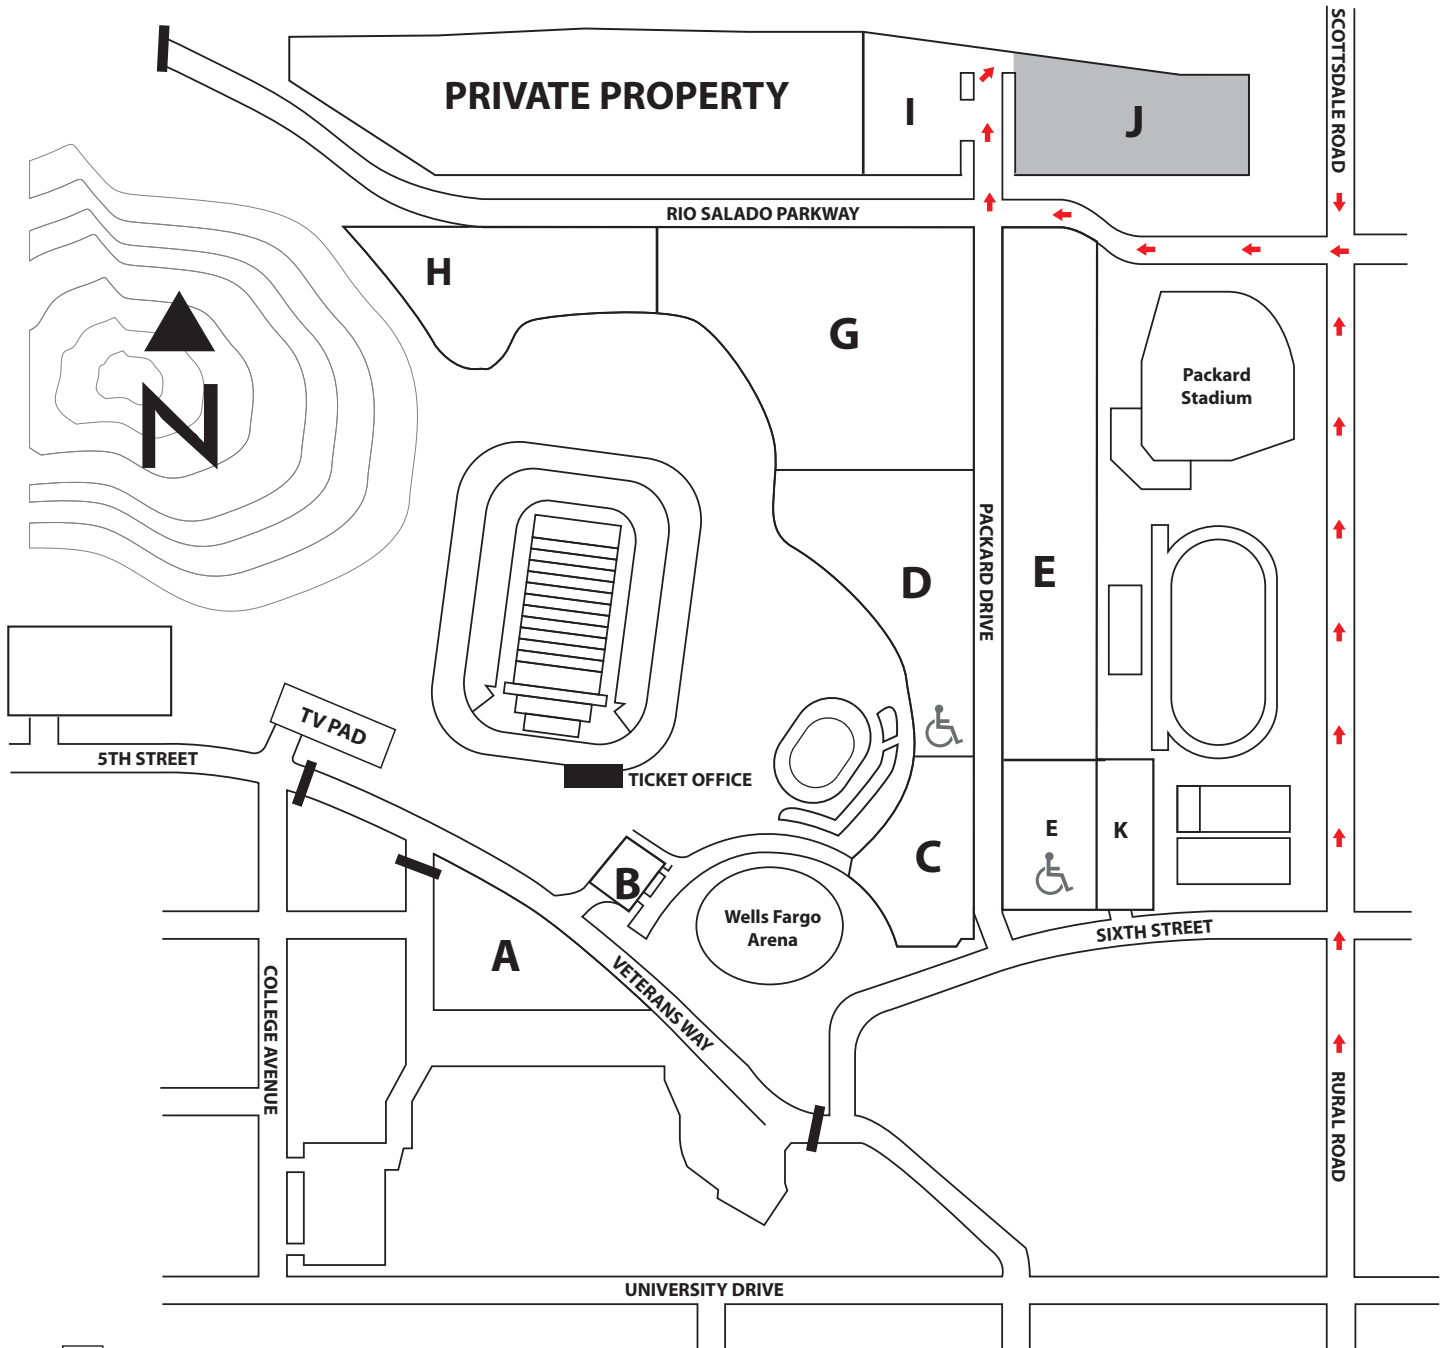 SCOTTSDALE ROAD
PRIVATE PROPERTY
I
J
RIO SALADO PARKWAY
H
G
Packard
Stadium
N
PACKARD DRIVE
D
E
TV PAD
5TH STREET
TICKET OFFICE
E
K
C
B
Wells Fargo
Arena
SIXTH STREET
A
VETERANS WAY
COLLEGE AVENUE
RURAL ROAD
UNIVERSITY DRIVE